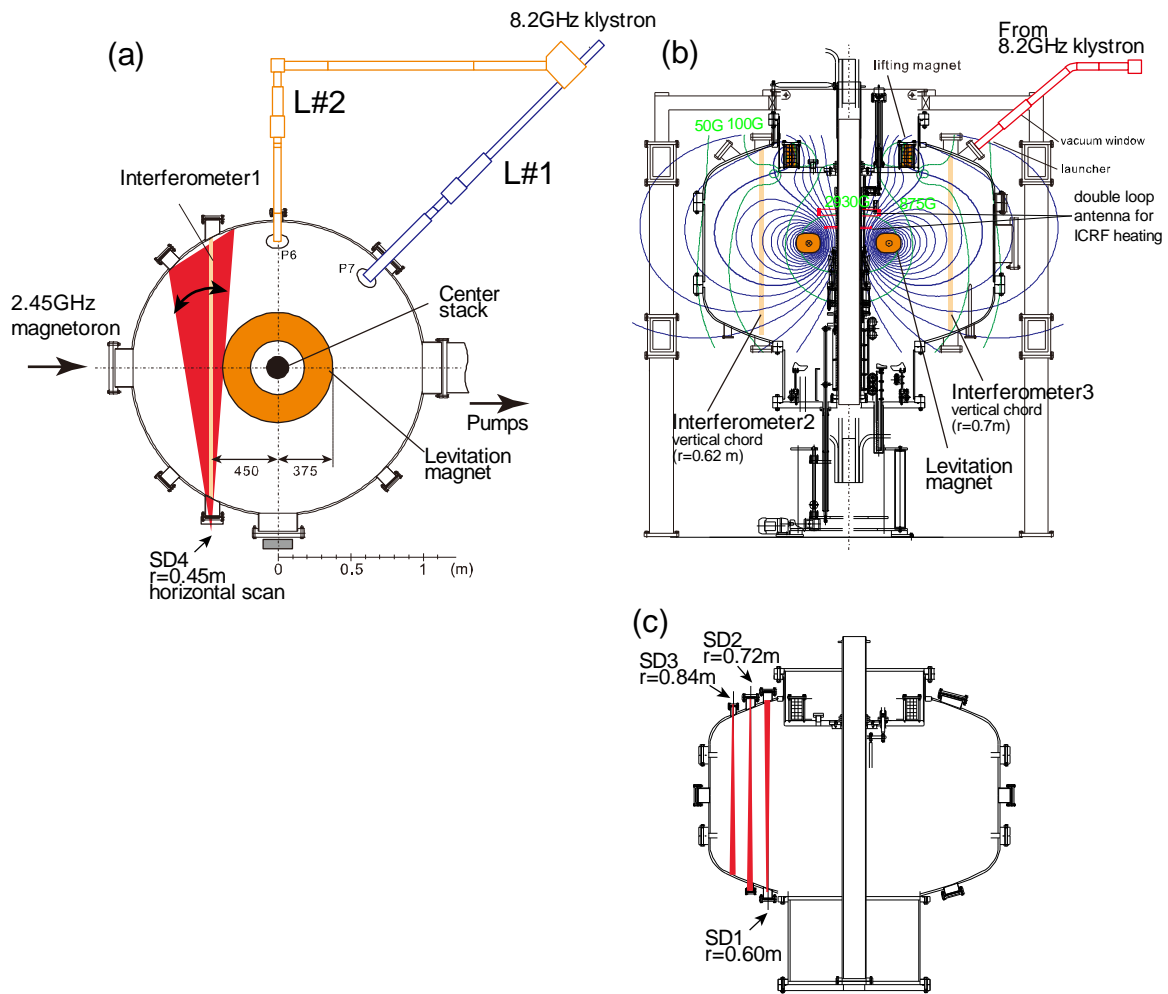 (a)
8.2GHz klystron
L#2
L#1
Interferometer1
P6
P7
2.45GHz
magnetoron
Center
stack
Pumps
Levitation
magnet
450
375
SD4
r=0.45m
horizontal scan
0
0.5
1
(m)
(b)
From
8.2GHz klystron
lifting magnet
50G
100G
vacuum window
launcher
2930G
875G
double loop
antenna for
ICRF heating
Interferometer2
vertical chord
(r=0.62 m)
Interferometer3
vertical chord
(r=0.7m)
Levitation
magnet
(c)
SD2
r=0.72m
SD3
r=0.84m
SD1
r=0.60m